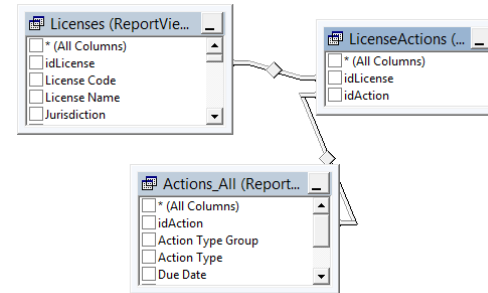 Licenses (ReportVie...
* (All Columns)
idLicense
License Code
License Name
Jurisdiction
LicenseActions (...
* (All Columns)
idLicense
idAction
Actions_All (Report...
* (All Columns)
idAction
Action Type Group
Action Type
Due Date